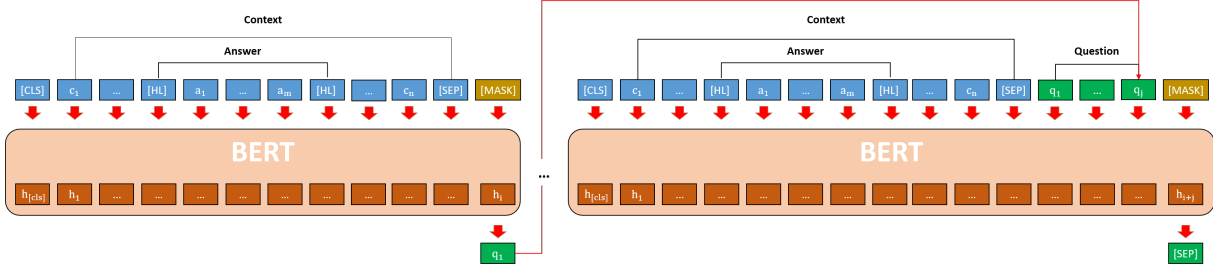 Context
Answer
[CLS] c₁ ... [HL] a₁ ... aₘ [HL] ... cₙ [SEP] [MASK]
BERT
h[cls] h₁ ... ... ... ... ... ... ... ... ... hᵢ
q₁
...
Context
Answer
Question
[CLS] c₁ ... [HL] a₁ ... aₘ [HL] ... cₙ [SEP] q₁ ... qⱼ [MASK]
BERT
h[cls] h₁ ... ... ... ... ... ... ... ... ... ... ... ... hᵢ₊ⱼ
[SEP]